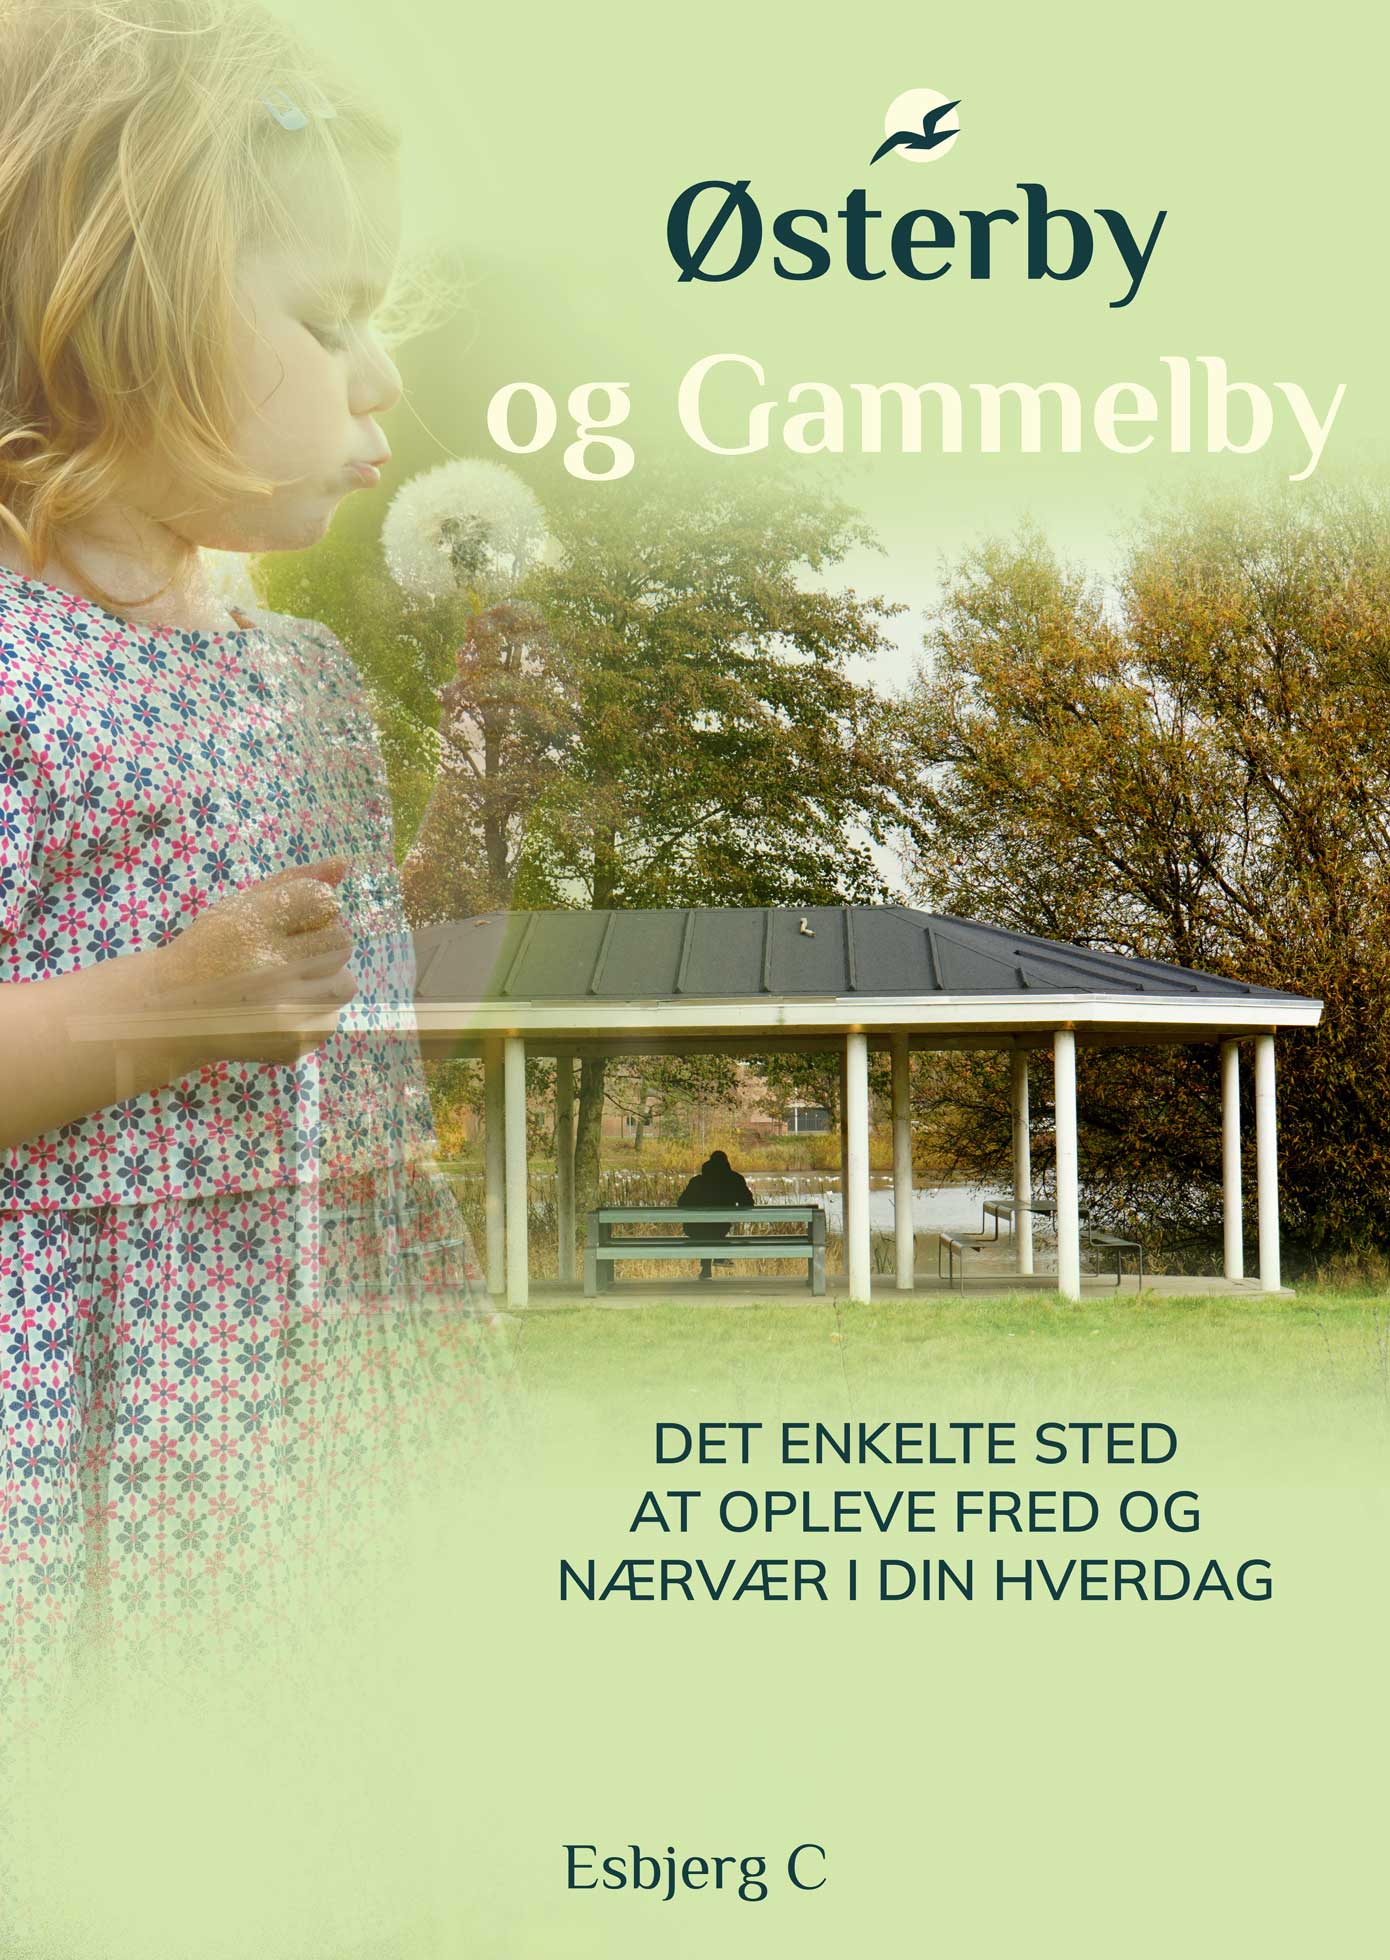 Østerby
og Gammelby
DET ENKELTE STED
AT OPLEVE FRED OG
NÆRVÆR I DIN HVERDAG
Esbjerg C